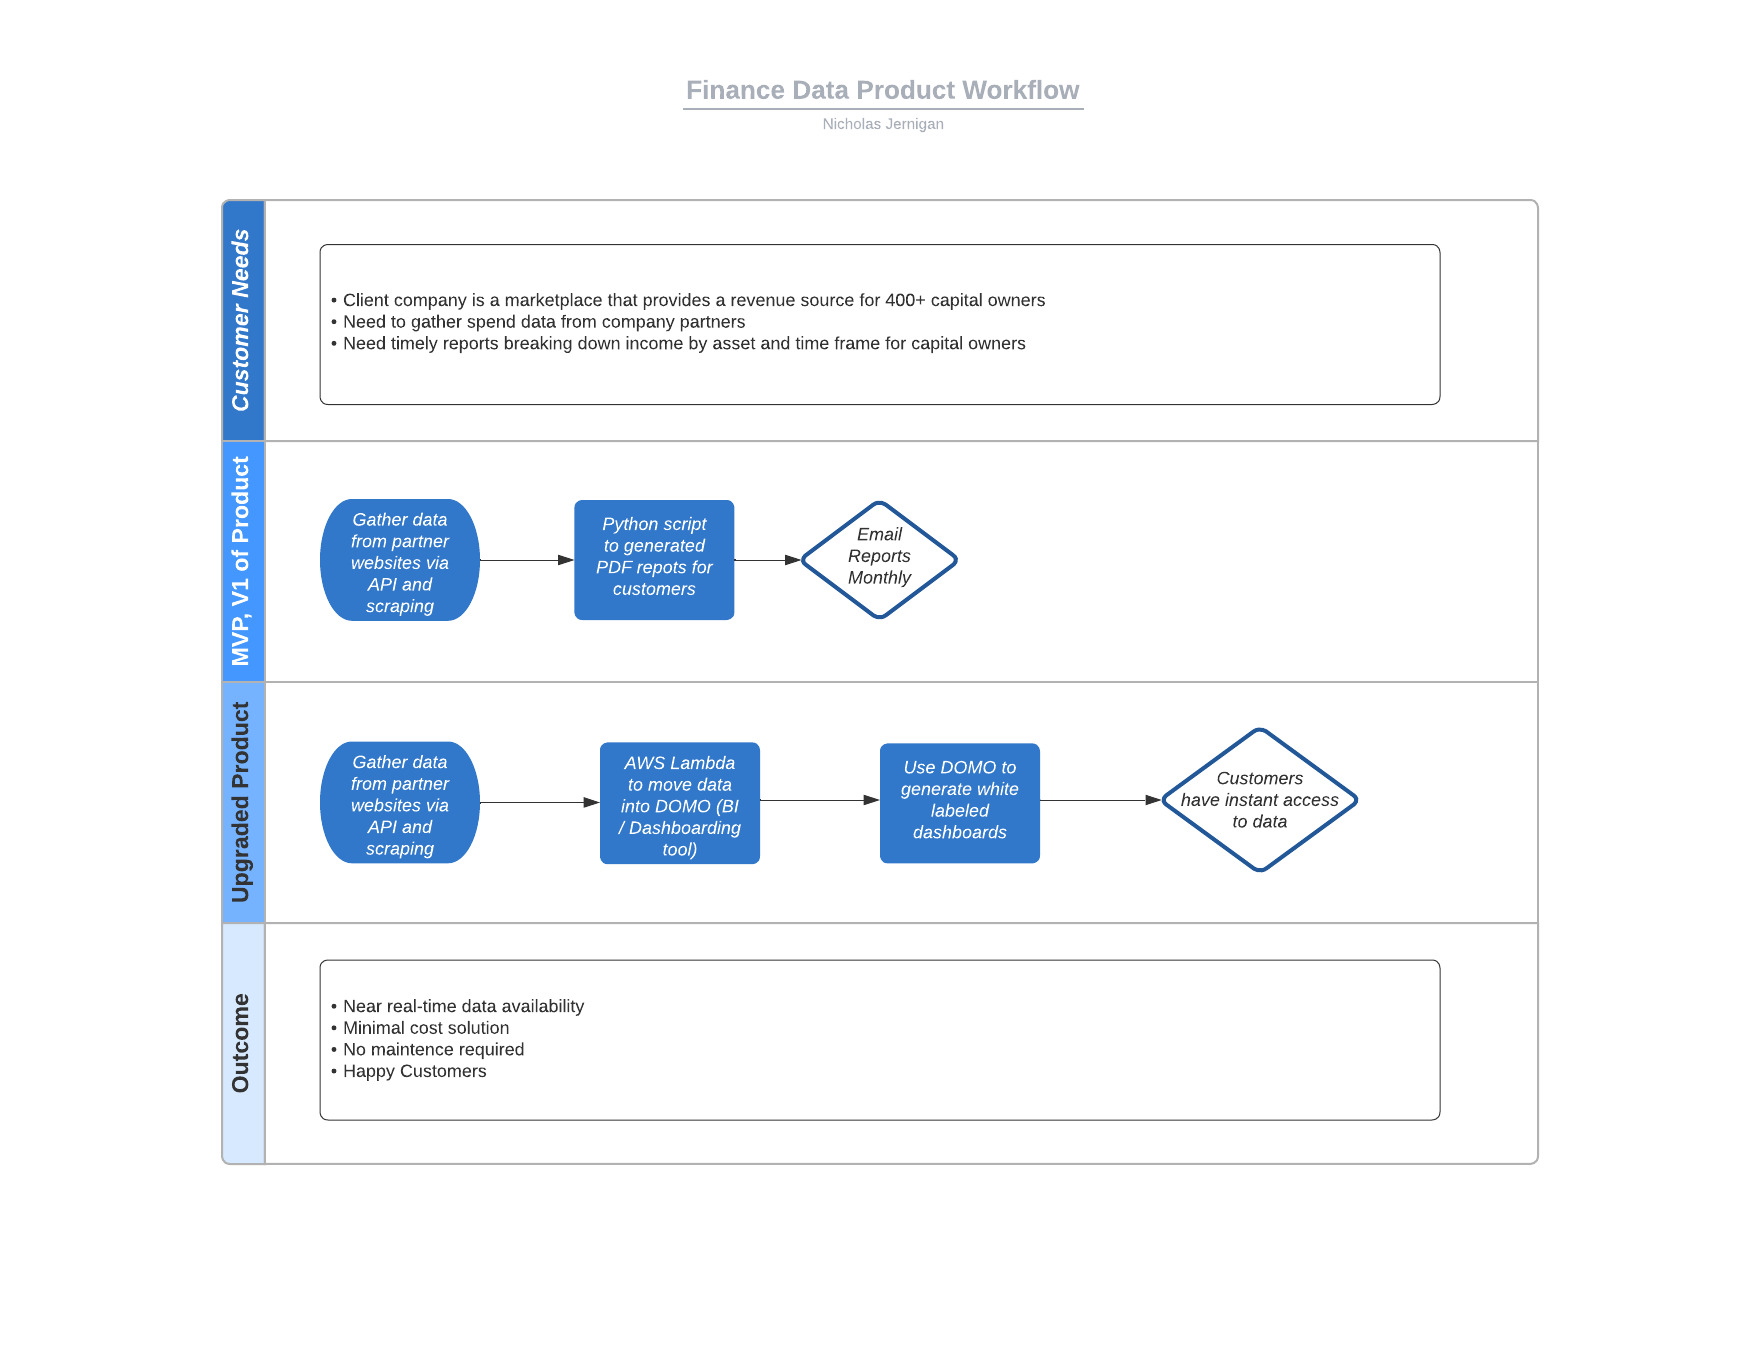 Finance Data Product Workflow
Nicholas Jernigan
Customer Needs
• Client company is a marketplace that provides a revenue source for 400+ capital owners
• Need to gather spend data from company partners
• Need timely reports breaking down income by asset and time frame for capital owners
MVP, V1 of Product
Gather data
from partner
websites via
API and
scraping
Python script
to generated
PDF repots for
customers
Email
Reports
Monthly
Upgraded Product
Gather data
from partner
websites via
API and
scraping
AWS Lambda
to move data
into DOMO (BI
/ Dashboarding
tool)
Use DOMO to
generate white
labeled
dashboards
Customers
have instant access
to data
Outcome
• Near real-time data availability
• Minimal cost solution
• No maintence required
• Happy Customers